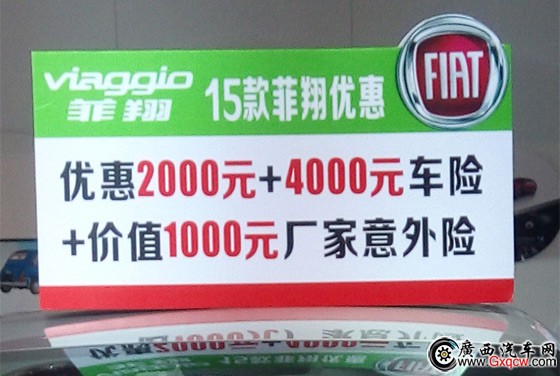 viaggio
菲翔
15款菲翔优惠
FIAT
优惠2000元+4000元车险
+价值1000元厂家意外险
廣西汽车网
www.Gxqcw.com